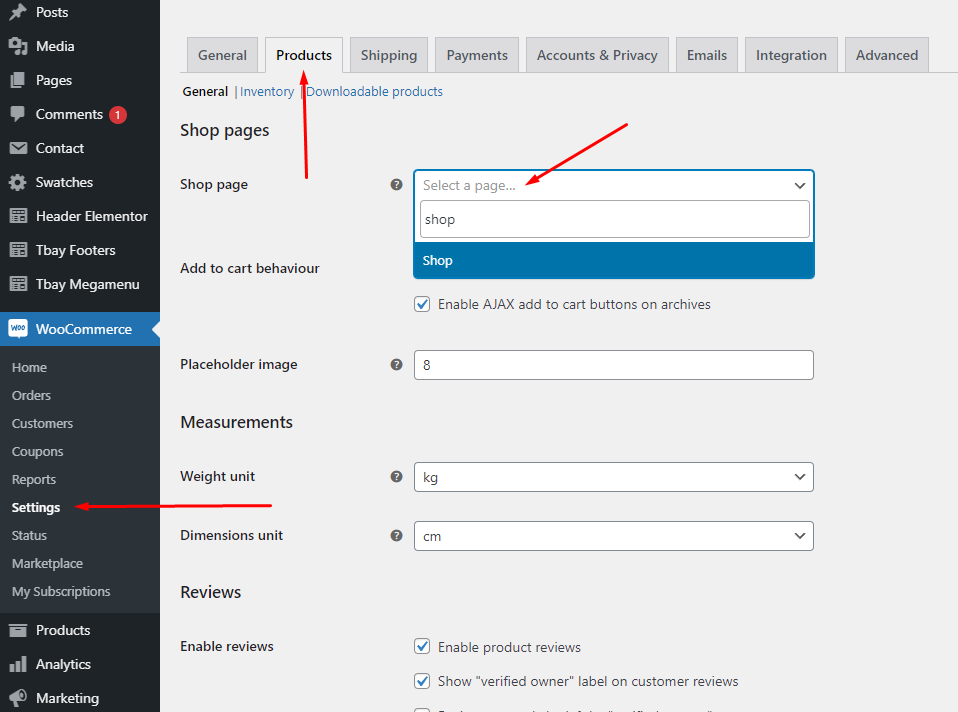 Posts
Media
Pages
Comments 1
Contact
Swatches
Header Elementor
Tbay Footers
Tbay Megamenu
Woo WooCommerce
Home
Orders
Customers
Coupons
Reports
Settings
Status
Marketplace
My Subscriptions
Products
Analytics
Marketing
General Products Shipping Payments Accounts & Privacy Emails Integration Advanced
General | Inventory | Downloadable products
Shop pages
Shop page ? Select a page...
shop
Shop
Add to cart behaviour
Enable AJAX add to cart buttons on archives
Placeholder image ? 8
Measurements
Weight unit ? kg
Dimensions unit ? cm
Reviews
Enable reviews Enable product reviews
Show "verified owner" label on customer reviews